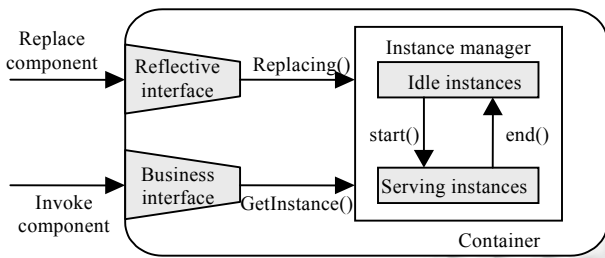 Replace
component
Reflective
interface
Replacing()
Instance manager
Idle instances
start()
end()
Serving instances
Business
interface
GetInstance()
Invoke
component
Container